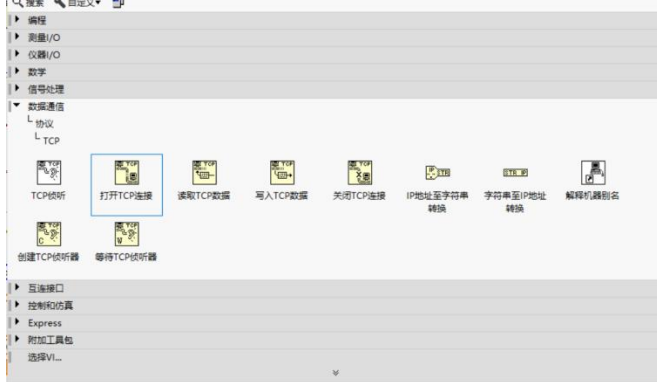 搜索 自定义
编程
测量I/O
仪器I/O
数学
信号处理
数据通信
协议
TCP
TCP侦听 打开TCP连接 读取TCP数据 写入TCP数据 关闭TCP连接 IP地址至字符串转换 字符串至IP地址转换 解释机器别名
创建TCP侦听器 等待TCP侦听器
互连接口
控制和仿真
Express
附加工具包
选择VI...